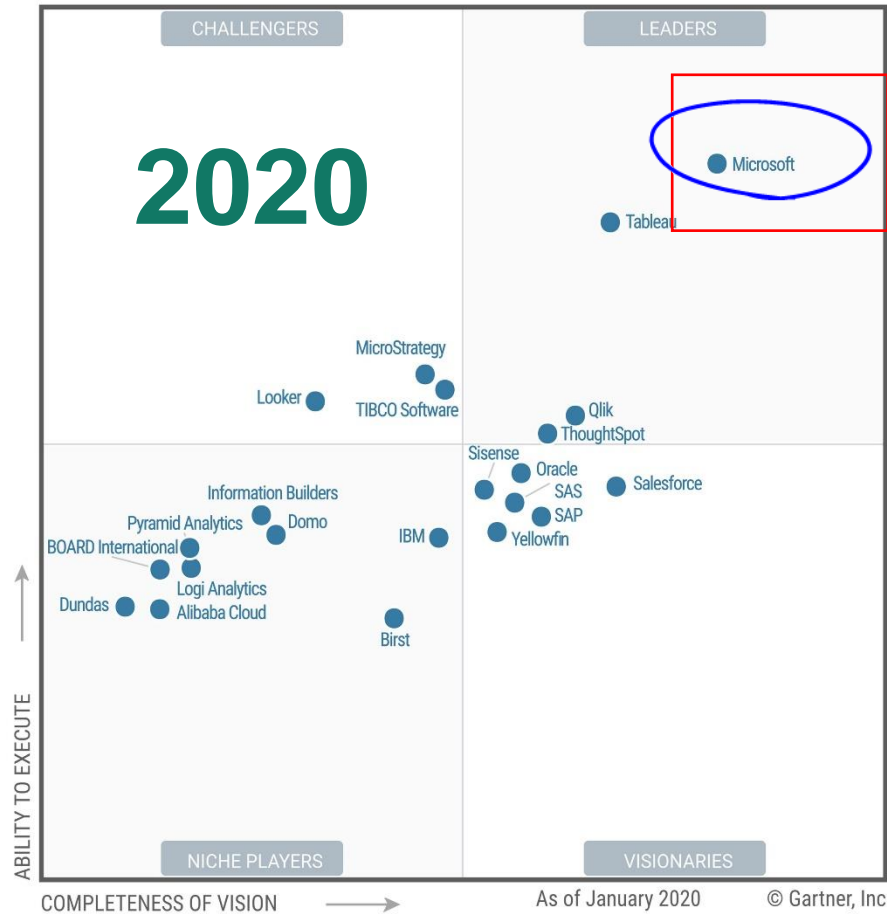 CHALLENGERS
LEADERS
2020
Microsoft
Tableau
MicroStrategy
Looker
TIBCO Software
Qlik
ThoughtSpot
Sisense
Oracle
Salesforce
SAS
SAP
Yellowfin
Information Builders
Domo
Pyramid Analytics
IBM
BOARD International
Logi Analytics
Dundas
Alibaba Cloud
Birst
ABILITY TO EXECUTE
NICHE PLAYERS
VISIONARIES
COMPLETENESS OF VISION
As of January 2020
© Gartner, Inc